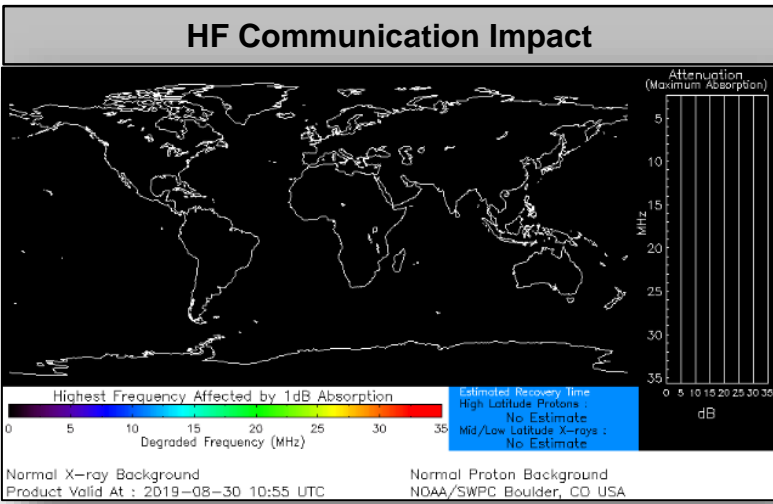 HF Communication Impact
Attenuation
(Maximum Absorption)
5
10
15
20
25
30
35
MHz
0 5 10 15 20 25 30 35
dB
Highest Frequency Affected by 1dB Absorption
0 5 10 15 20 25 30 35
Degraded Frequency (MHz)
Estimated Recovery Time
High Latitude Protons :
No Estimate
Mid/Low Latitude X-rays :
No Estimate
Normal X-ray Background
Product Valid At : 2019-08-30 10:55 UTC
Normal Proton Background
NOAA/SWPC Boulder, CO USA